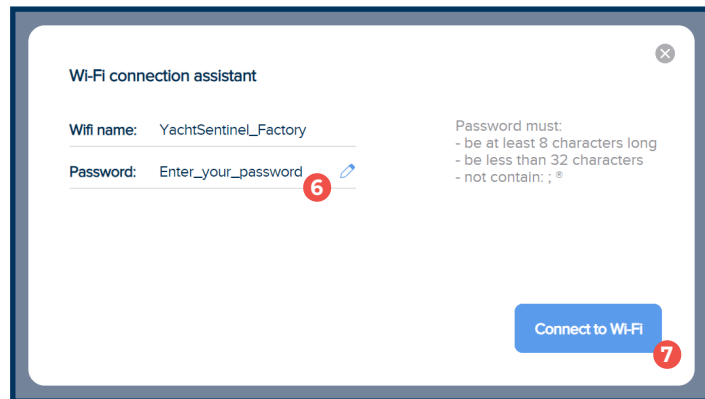 Wi-Fi connection assistant
Wifi name: YachtSentinel_Factory
Password: Enter_your_password
6
Password must:
- be at least 8 characters long
- be less than 32 characters
- not contain: ; ®
Connect to Wi-Fi
7